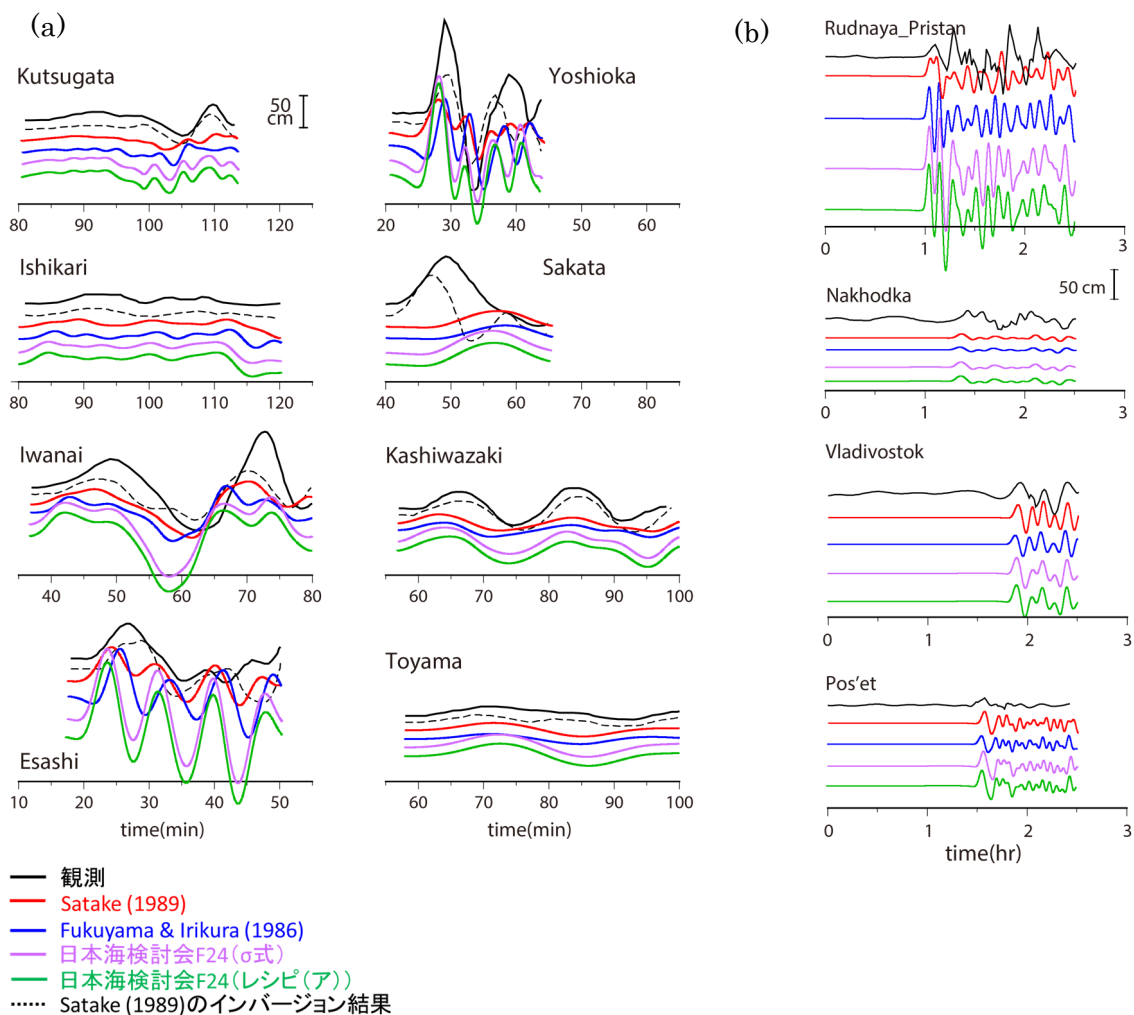 (a)
Kutsugata
50
cm
80 90 100 110 120
Yoshioka
20 30 40 50 60
Ishikari
80 90 100 110 120
Sakata
40 50 60 70 80
Iwanai
40 50 60 70 80
Kashiwazaki
60 70 80 90 100
Esashi
10 20 30 40 50
time(min)
Toyama
60 70 80 90 100
time(min)
(b)
Rudnaya_Pristan
0 1 2 3
50 cm
Nakhodka
0 1 2 3
Vladivostok
0 1 2 3
Pos'et
0 1 2 3
time(hr)
観測
Satake (1989)
Fukuyama & Irikura (1986)
日本海検討会F24(σ式)
日本海検討会F24(レシピ(ア))
Satake (1989)のインバージョン結果